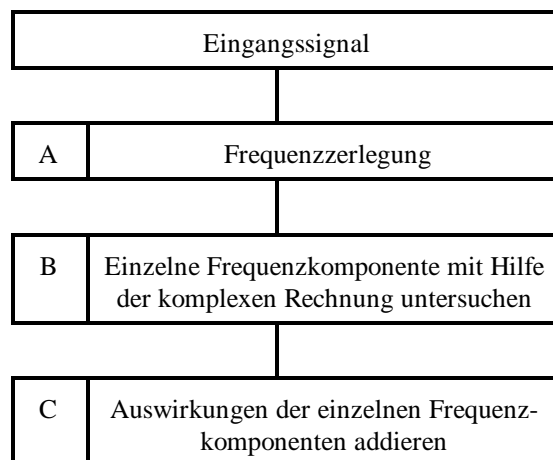 Eingangssignal
A Frequenzzerlegung
B Einzelne Frequenzkomponente mit Hilfe
der komplexen Rechnung untersuchen
C Auswirkungen der einzelnen Frequenz-
komponenten addieren